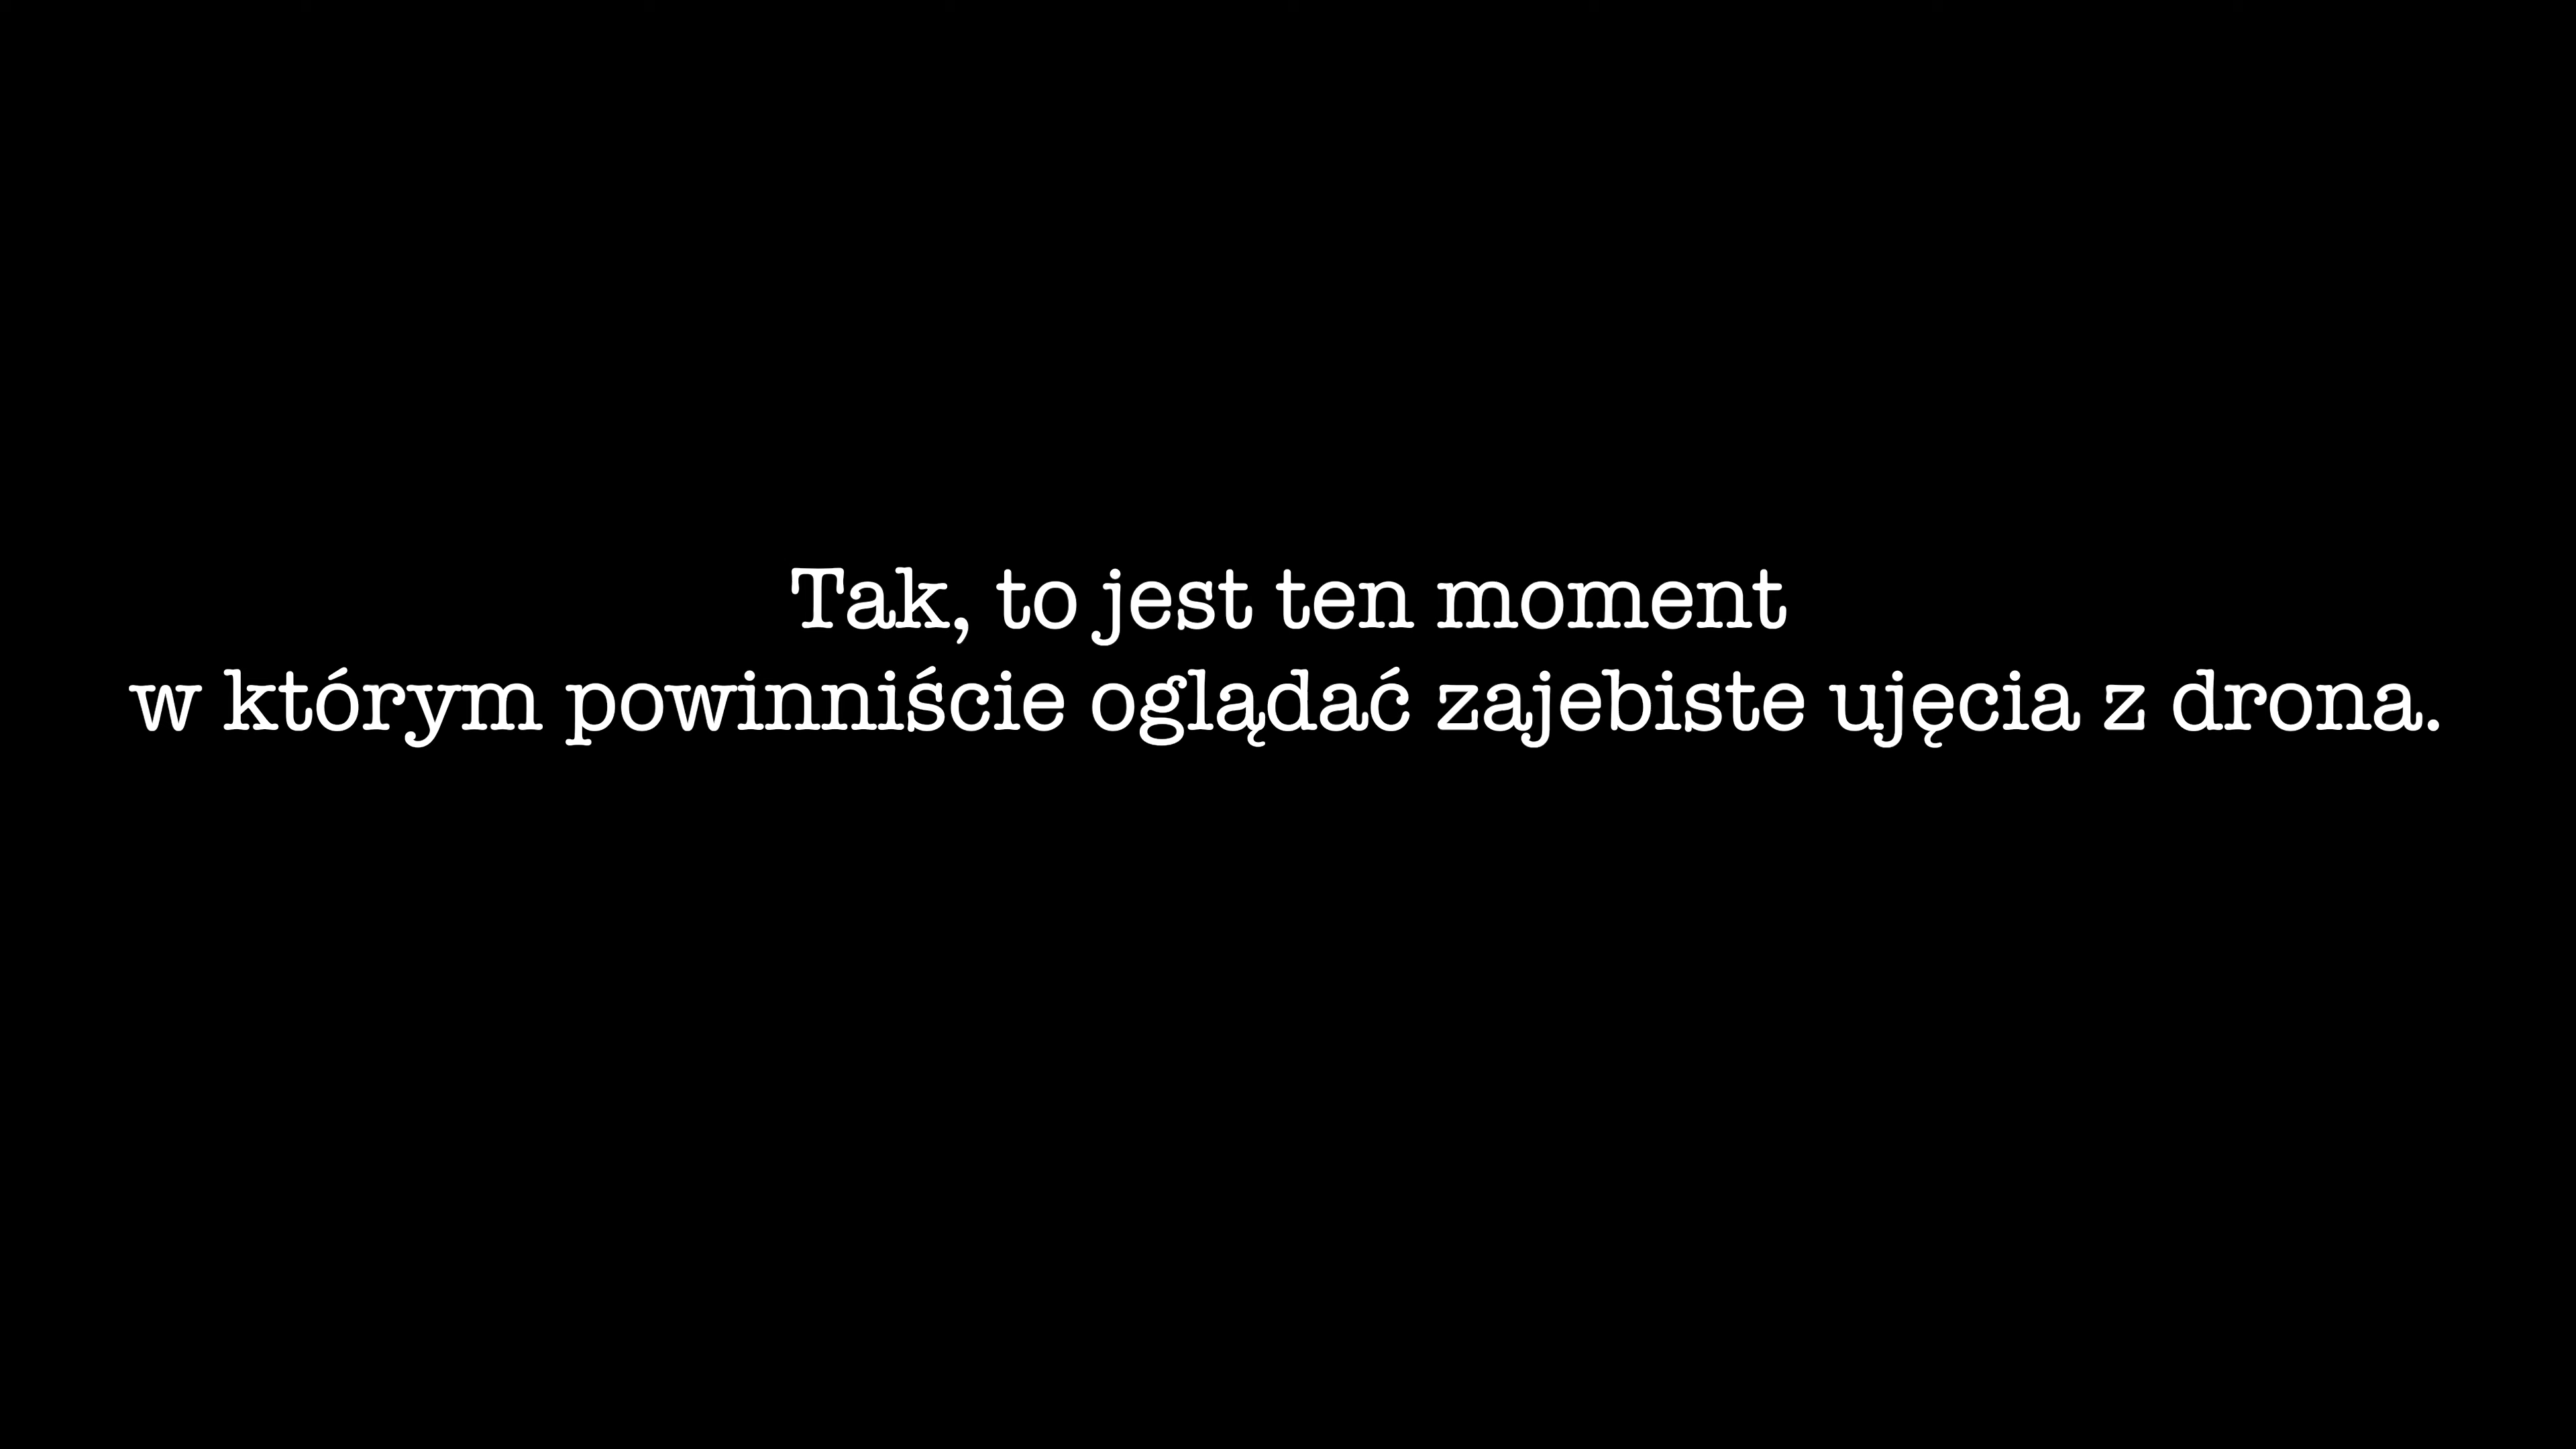 Tak, to jest ten moment
w którym powinniście oglądać zajebiste ujęcia z drona.